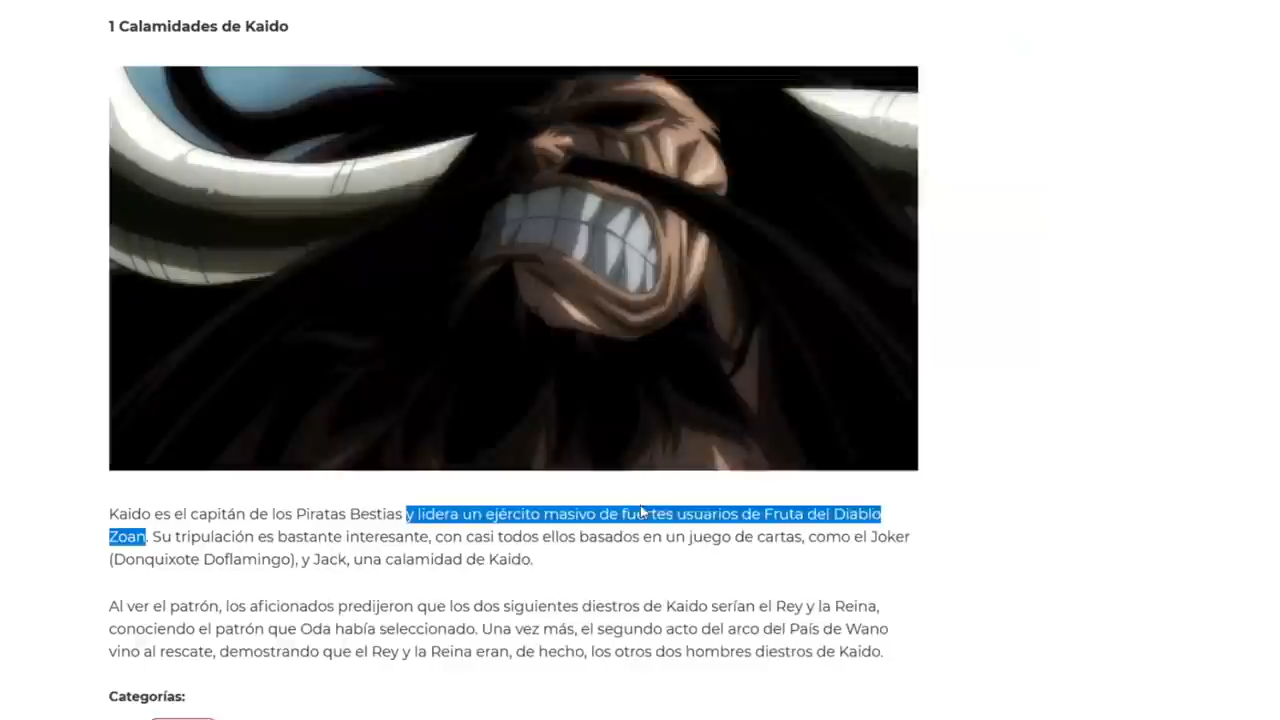 1 Calamidades de Kaido
Kaido es el capitán de los Piratas Bestias y lidera un ejército masivo de fuertes usuarios de Fruta del Diablo
Zoan. Su tripulación es bastante interesante, con casi todos ellos basados en un juego de cartas, como el Joker
(Donquixote Doflamingo), y Jack, una calamidad de Kaido.
Al ver el patrón, los aficionados predijeron que los dos siguientes diestros de Kaido serían el Rey y la Reina,
conociendo el patrón que Oda había seleccionado. Una vez más, el segundo acto del arco del País de Wano
vino al rescate, demostrando que el Rey y la Reina eran, de hecho, los otros dos hombres diestros de Kaido.
Categorías: